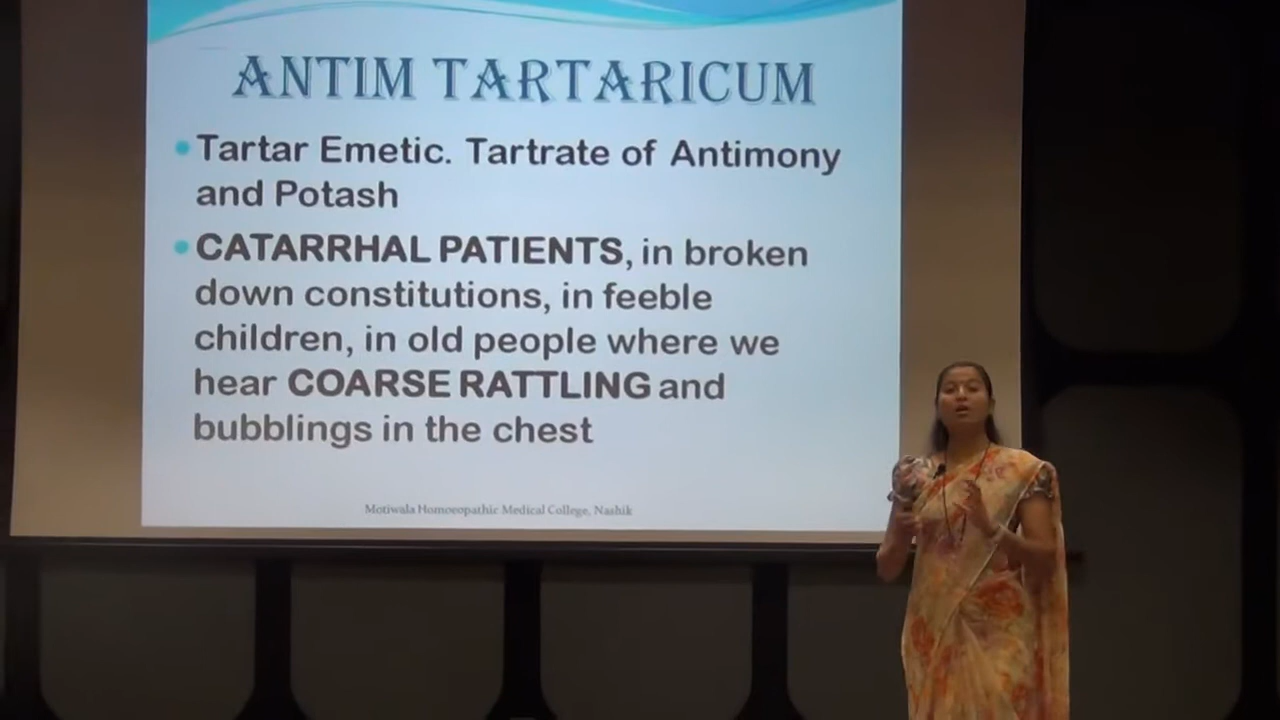 ANTIM TARTARICUM
• Tartar Emetic. Tartrate of Antimony
and Potash
• CATARRHAL PATIENTS, in broken
down constitutions, in feeble
children, in old people where we
hear COARSE RATTLING and
bubblings in the chest
Motiwala Homoeopathic Medical College, Nashik